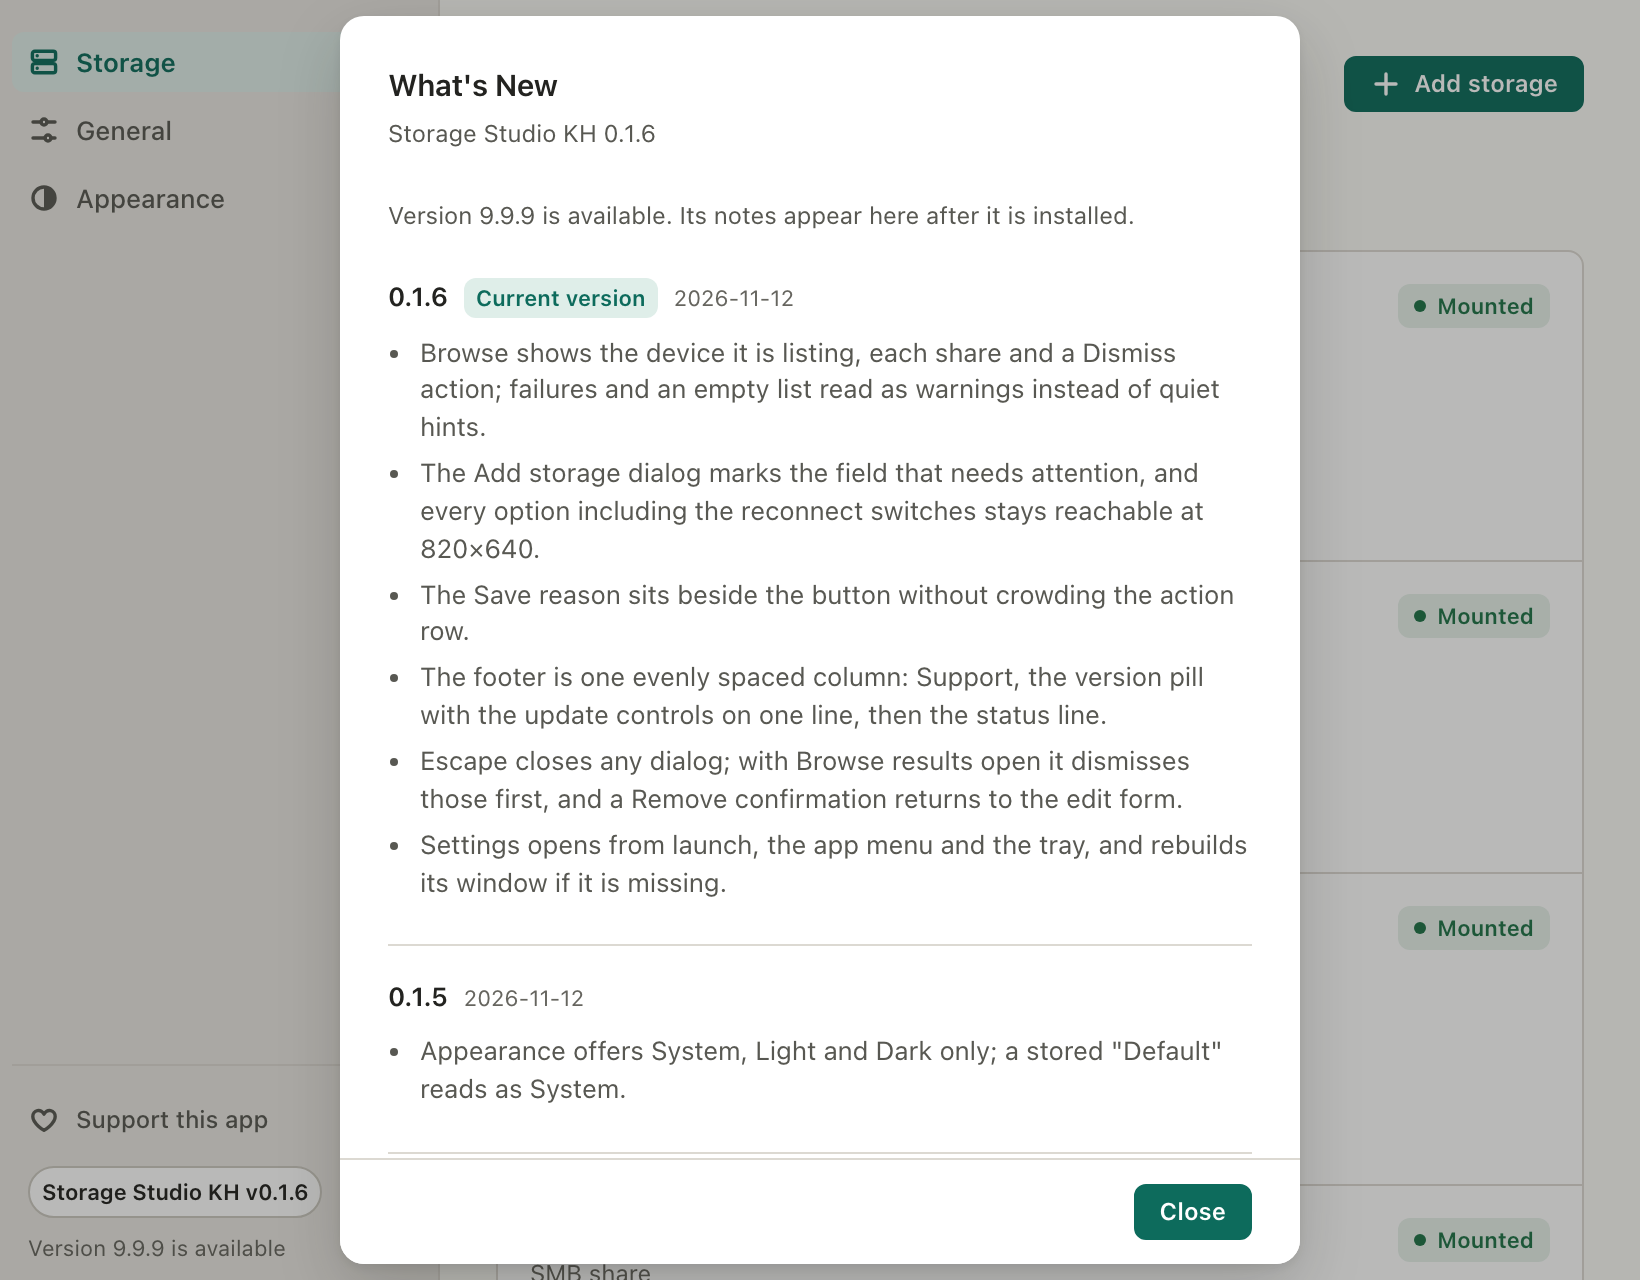 Storage
General
Appearance
Support this app
Storage Studio KH v0.1.6
Version 9.9.9 is available
What's New
Storage Studio KH 0.1.6
Version 9.9.9 is available. Its notes appear here after it is installed.
0.1.6 Current version 2026-11-12
• Browse shows the device it is listing, each share and a Dismiss
action; failures and an empty list read as warnings instead of quiet
hints.
• The Add storage dialog marks the field that needs attention, and
every option including the reconnect switches stays reachable at
820×640.
• The Save reason sits beside the button without crowding the action
row.
• The footer is one evenly spaced column: Support, the version pill
with the update controls on one line, then the status line.
• Escape closes any dialog; with Browse results open it dismisses
those first, and a Remove confirmation returns to the edit form.
• Settings opens from launch, the app menu and the tray, and rebuilds
its window if it is missing.
0.1.5 2026-11-12
• Appearance offers System, Light and Dark only; a stored "Default"
reads as System.
Close
Add storage
Mounted
Mounted
Mounted
Mounted
SMB share